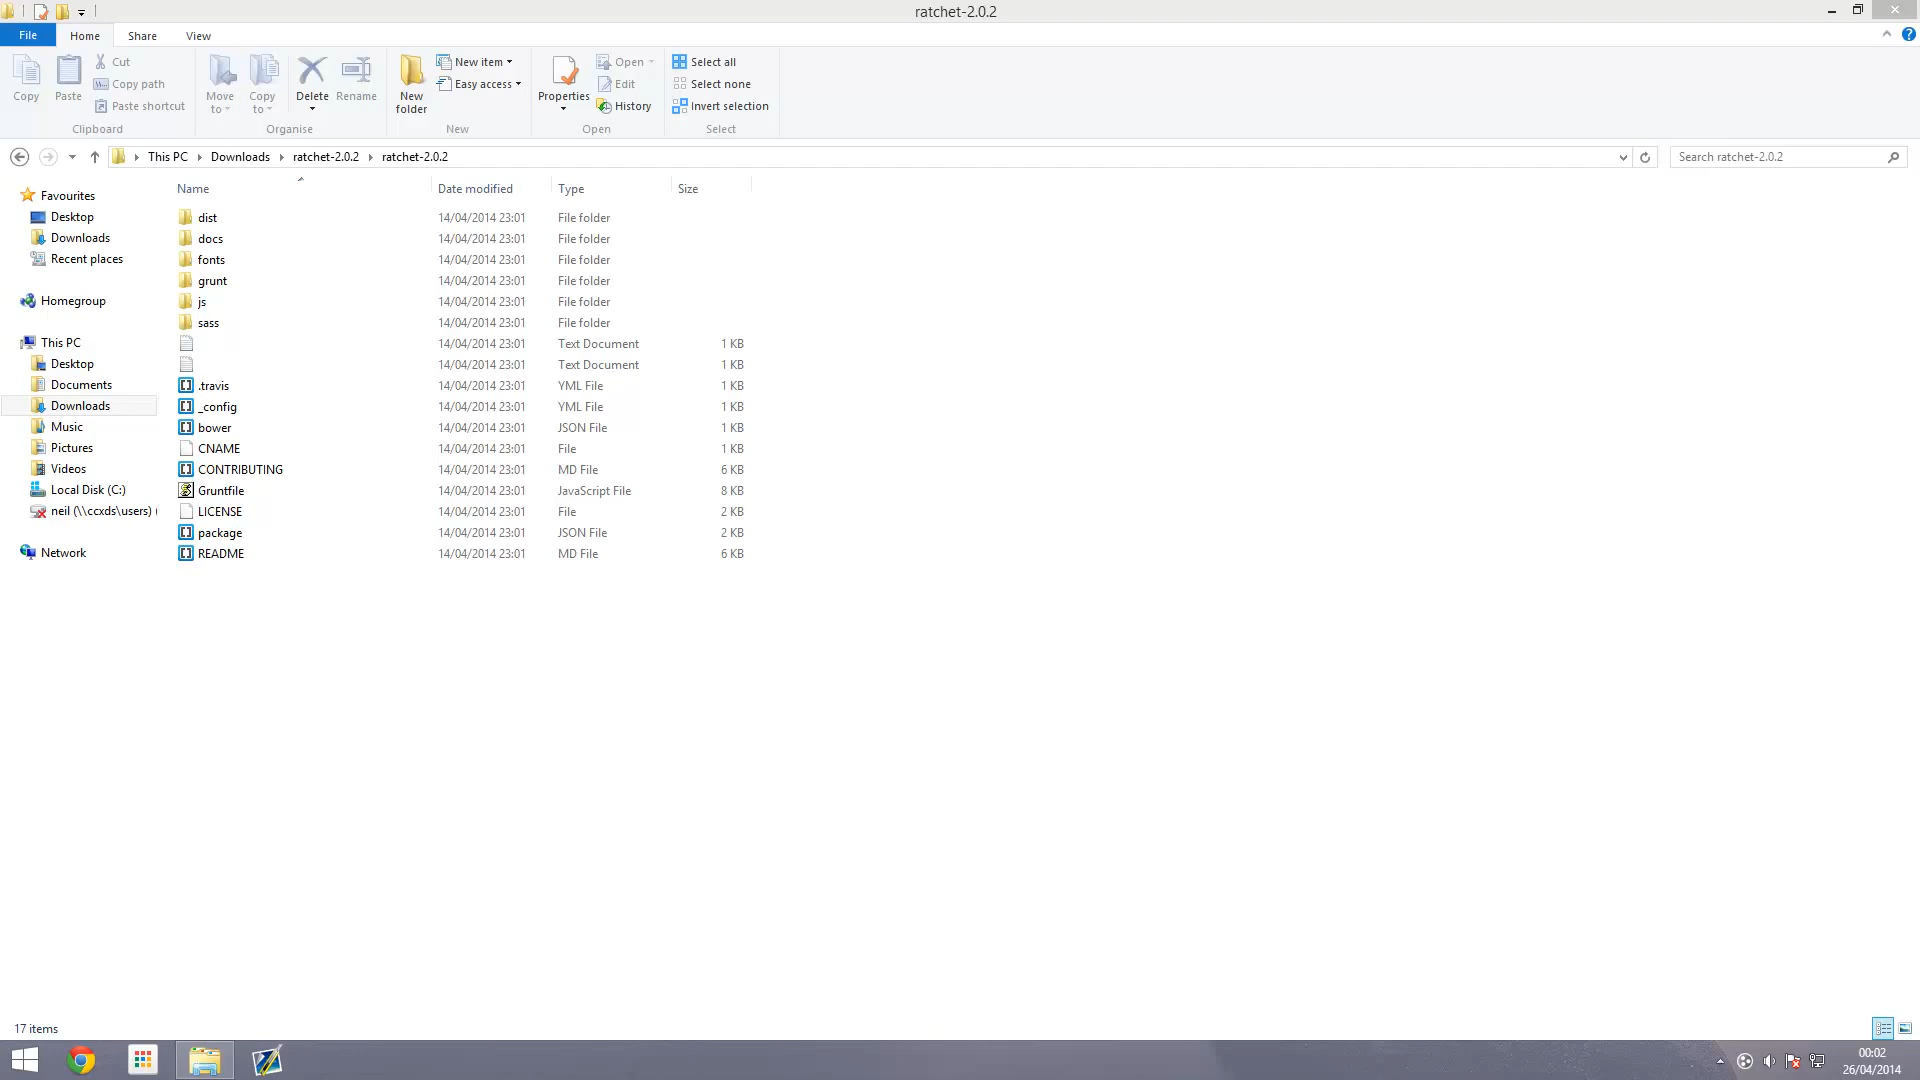 ratchet-2.0.2
File Home Share View
Copy Paste Cut Copy path Paste shortcut Clipboard
Move to Copy to Delete Rename Organise
New folder New item Easy access New
Properties Open Edit History Open
Select all Select none Invert selection Select
This PC Downloads ratchet-2.0.2 ratchet-2.0.2
Search ratchet-2.0.2
Favourites
Desktop
Downloads
Recent places
Homegroup
This PC
Desktop
Documents
Downloads
Music
Pictures
Videos
Local Disk (C:)
neil (\\ccxds\users) (
Network
Name Date modified Type Size
dist 14/04/2014 23:01 File folder
docs 14/04/2014 23:01 File folder
fonts 14/04/2014 23:01 File folder
grunt 14/04/2014 23:01 File folder
js 14/04/2014 23:01 File folder
sass 14/04/2014 23:01 File folder
14/04/2014 23:01 Text Document 1 KB
14/04/2014 23:01 Text Document 1 KB
.travis 14/04/2014 23:01 YML File 1 KB
_config 14/04/2014 23:01 YML File 1 KB
bower 14/04/2014 23:01 JSON File 1 KB
CNAME 14/04/2014 23:01 File 1 KB
CONTRIBUTING 14/04/2014 23:01 MD File 6 KB
Gruntfile 14/04/2014 23:01 JavaScript File 8 KB
LICENSE 14/04/2014 23:01 File 2 KB
package 14/04/2014 23:01 JSON File 2 KB
README 14/04/2014 23:01 MD File 6 KB
17 items
00:02
26/04/2014